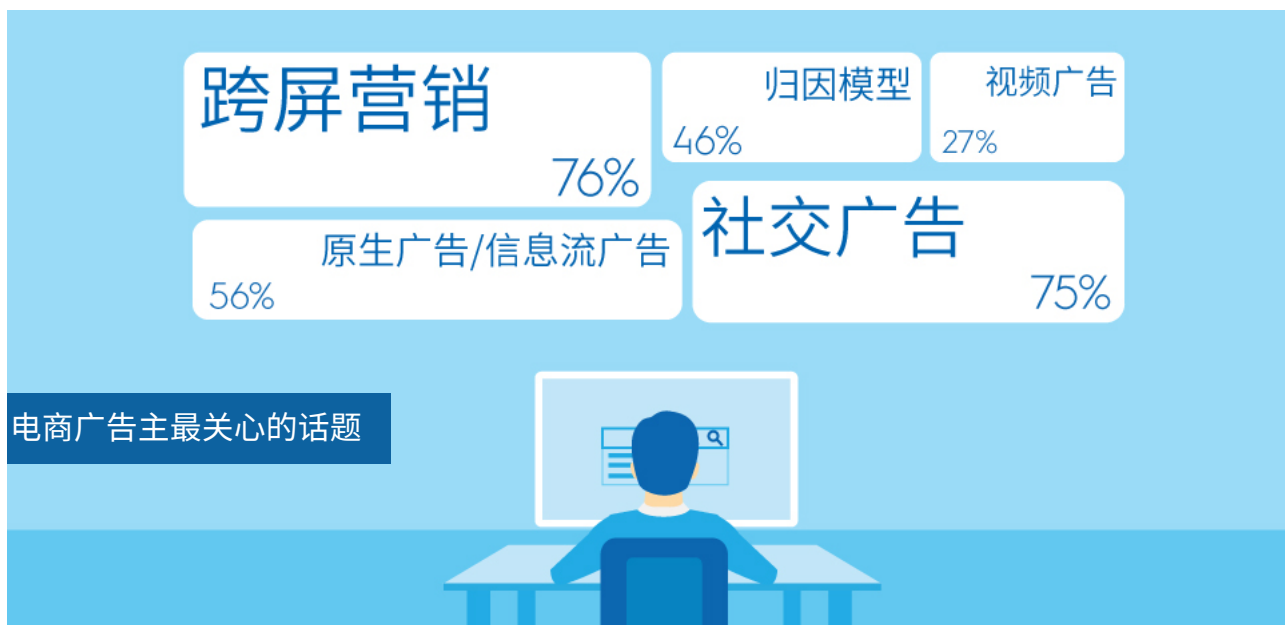 跨屏营销
76%
归因模型
46%
视频广告
27%
原生广告/信息流广告
56%
社交广告
75%
电商广告主最关心的话题